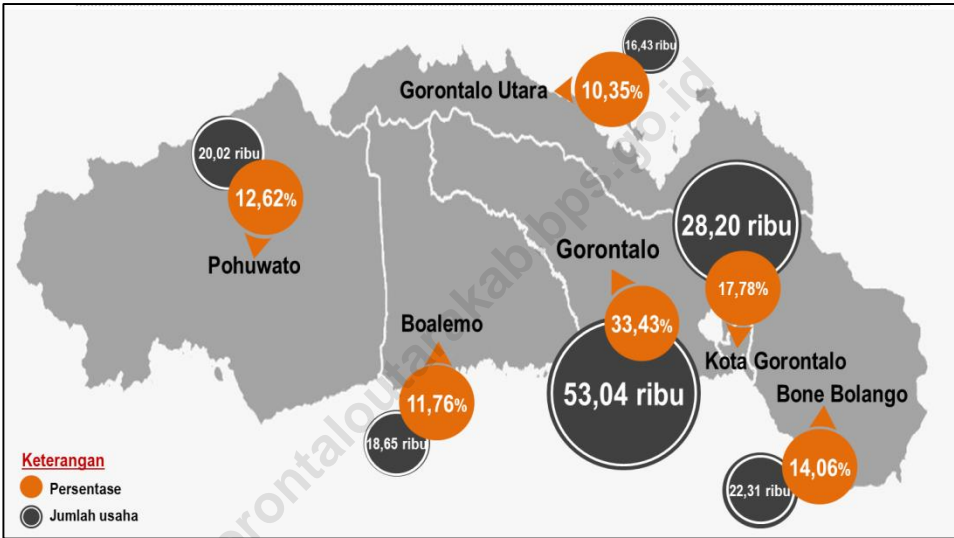 16,43 ribu
Gorontalo Utara
10,35%
20,02 ribu
12,62%
Pohuwato
28,20 ribu
17,78%
Kota Gorontalo
Gorontalo
33,43%
53,04 ribu
Boalemo
11,76%
18,65 ribu
Bone Bolango
14,06%
22,31 ribu
Keterangan
Persentase
Jumlah usaha
orontaloutarakab.bps.go.id